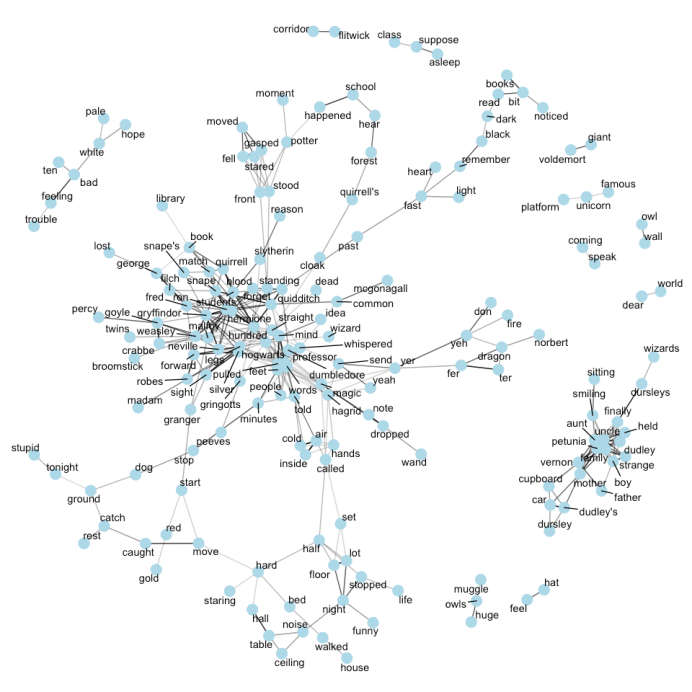 corridor
flitwick
class
suppose
asleep
moment
school
happened
hear
books
read
bit
noticed
dark
black
pale
hope
white
ten
bad
feeling
trouble
moved
gasped
potter
fell
stared
stood
front
forest
remember
heart
light
fast
giant
voldemort
quirrel's
famous
platform
unicorn
library
reason
past
owl
wall
book
lost
snape's
george
match
quirrell
slytherin
cloak
coming
speak
filch
snape
blood
standing
dead
mcgonagall
fred
ron
students
forget
quidditch
common
world
dear
percy
goyle
gryffindor
hermione
straight
idea
don
fire
twins
weasley
malfoy
hundred
mind
wizard
yeh
norbert
crabbe
neville
hogwarts
professor
whispered
dragon
wizards
broomstick
forward
legs
feet
dumbledore
send
yer
fer
ter
robes
sight
pulled
silver
people
words
magic
yeah
sitting
dursleys
smiling
madam
gringotts
minutes
told
hagrid
note
dropped
finally
aunt
uncle
held
granger
peeves
cold
air
hands
wand
petunia
dudley
stupid
stop
inside
called
vernon
family
strange
tonight
dog
start
cupboard
mother
boy
father
ground
car
dudley's
catch
red
set
dursley
rest
caught
move
half
lot
gold
hard
floor
stopped
muggle
hat
staring
bed
night
life
owls
huge
feel
hall
noise
funny
table
walked
ceiling
house